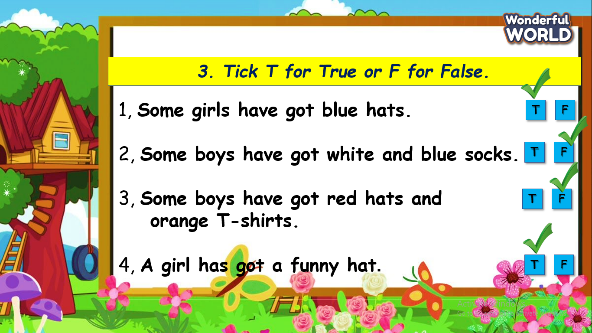 Wonderful
WORLD
3. Tick T for True or F for False.
1, Some girls have got blue hats. T F
2, Some boys have got white and blue socks. T F
3, Some boys have got red hats and T F
orange T-shirts.
4, A girl has got a funny hat. T F